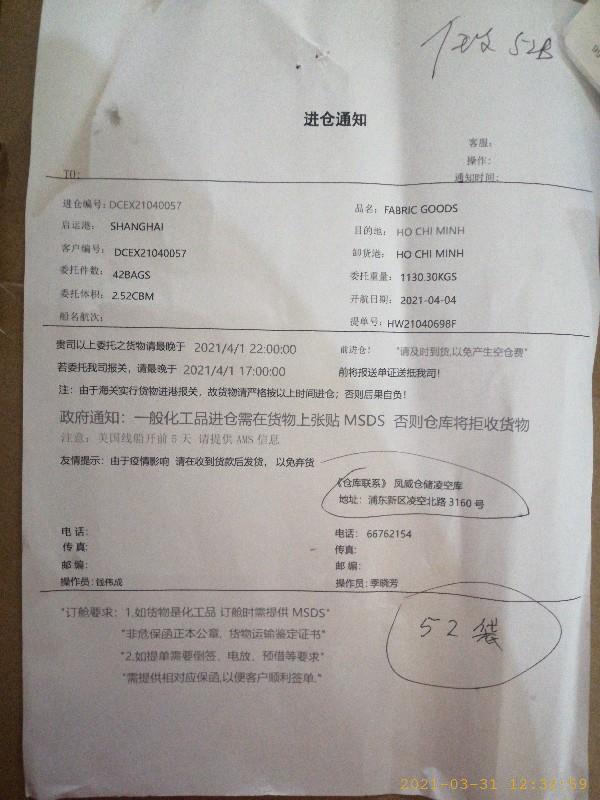 52B
进仓通知
客服:
操作:
TO:
通知时间:
进仓编号: DCEX21040057
品名: FABRIC GOODS
启运港: SHANGHAI
目的地: HO CHI MINH
客户编号: DCEX21040057
卸货港: HO CHI MINH
委托件数: 42BAGS
委托重量: 1130.30KGS
委托体积: 2.52CBM
开航日期: 2021-04-04
船名航次:
提单号: HW21040698F
贵司以上委托之货物请最晚于 2021/4/1 22:00:00 前进仓! "请及时到货,以免产生空仓费"
若委托我司报关,请最晚于 2021/4/1 17:00:00 前将报送单证送抵我司!
注: 由于海关实行货物进港报关,故货物请严格按以上时间进仓;否则后果自负!
政府通知: 一般化工品进仓需在货物上张贴 MSDS 否则仓库将拒收货物
注意: 美国线船开前 5 天 请提供 AMS 信息
友情提示: 由于疫情影响 请在收到货款后发货, 以免弃货
《仓库联系》 凤威仓储凌空库
地址: 浦东新区凌空北路 3160 号
电话:
电话: 66762154
传真:
传真:
邮编:
邮编:
操作员: 钱伟成
操作员: 季晓芳
"订舱要求: 1.如货物是化工品 订舱时需提供 MSDS"
"非危保函正本公章, 货物运输鉴定证书"
"2.如提单需要倒签、电放、预借等要求"
"需提供相对应保函,以便客户顺利签单."
52 袋
2021-03-31 12:32:59